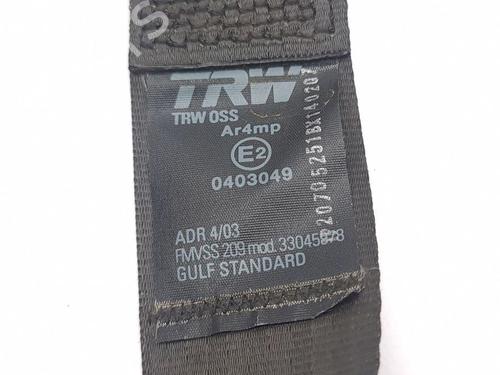 TRW
TRW OSS
Ar4mp
E2
0403049
ADR 4/03
FMVSS 209 mod. 33045878
GULF STANDARD